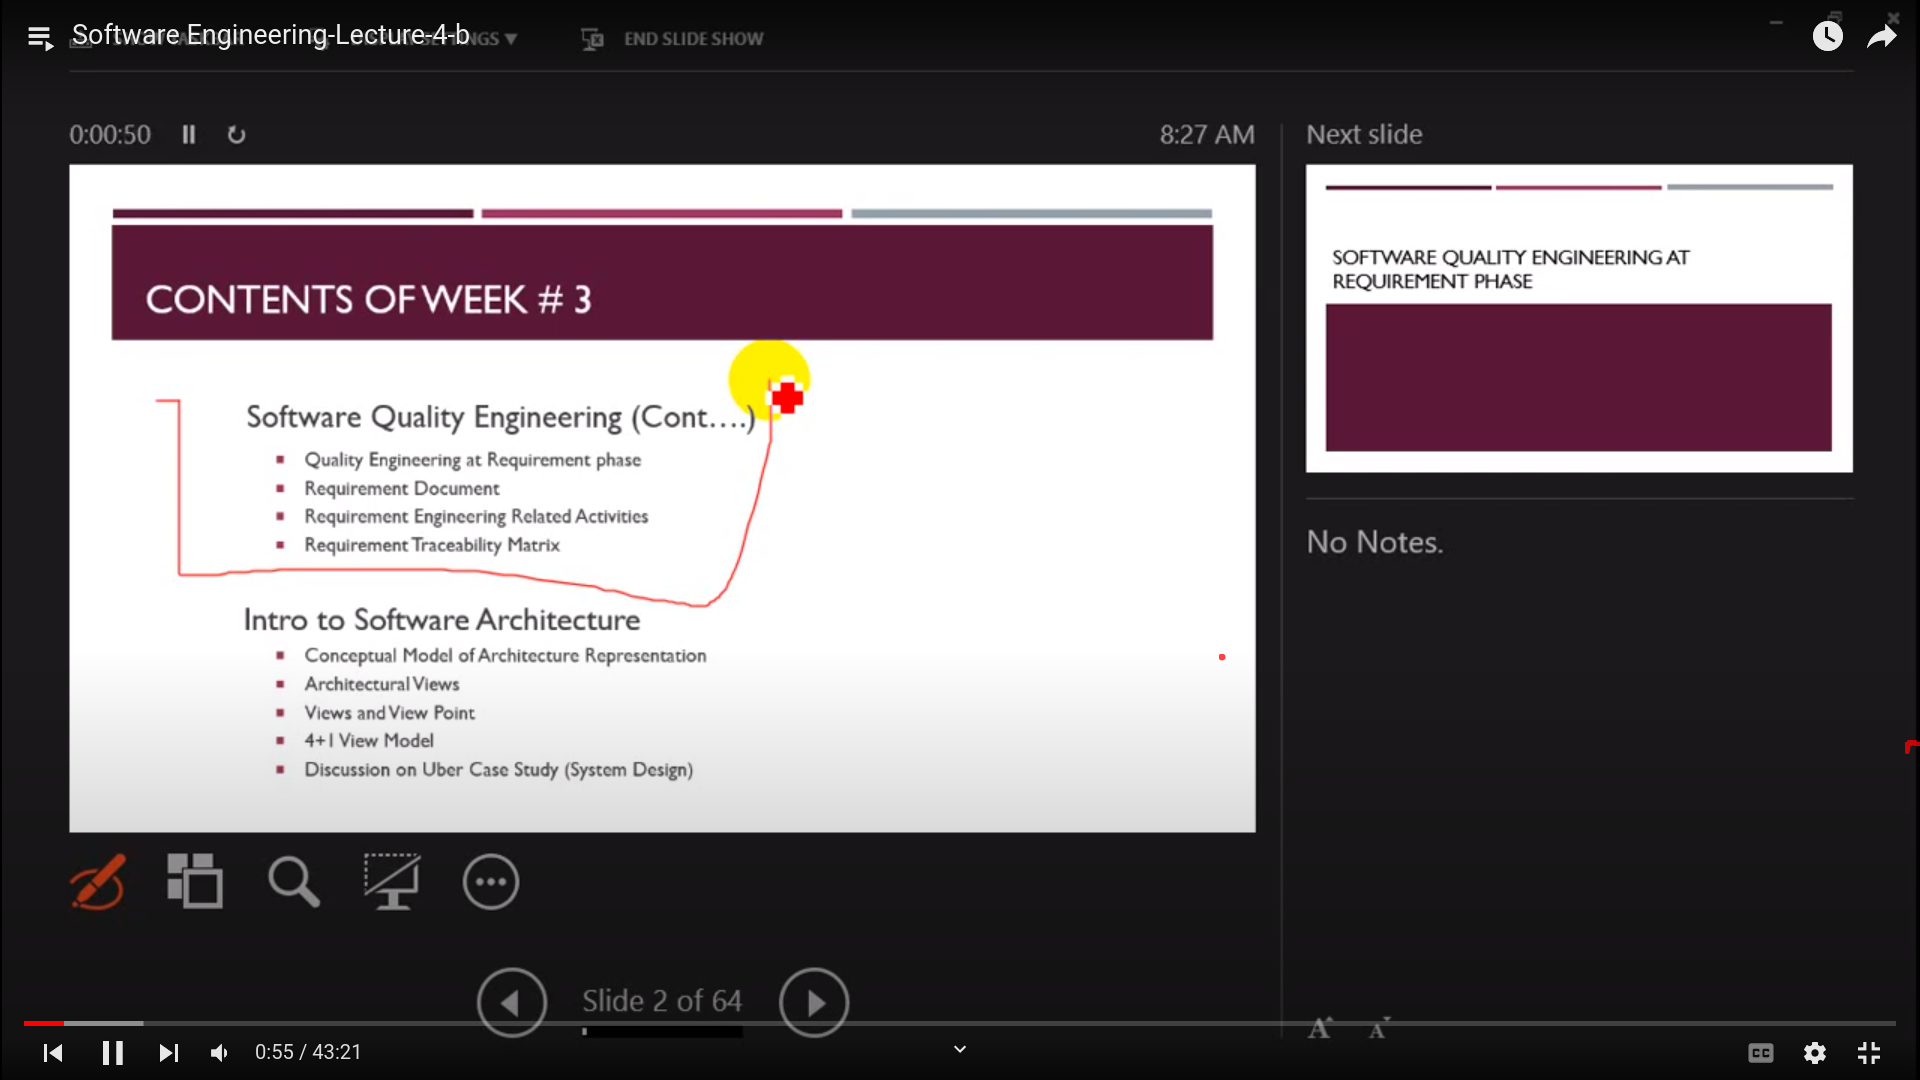 Software Engineering-Lecture-4-b
END SLIDE SHOW
0:00:50
8:27 AM
Next slide
CONTENTS OF WEEK # 3
Software Quality Engineering (Cont....)
Quality Engineering at Requirement phase
Requirement Document
Requirement Engineering Related Activities
Requirement Traceability Matrix
Intro to Software Architecture
Conceptual Model of Architecture Representation
Architectural Views
Views and View Point
4+1 View Model
Discussion on Uber Case Study (System Design)
SOFTWARE QUALITY ENGINEERING AT
REQUIREMENT PHASE
No Notes.
Slide 2 of 64
A A
0:55 / 43:21
CC